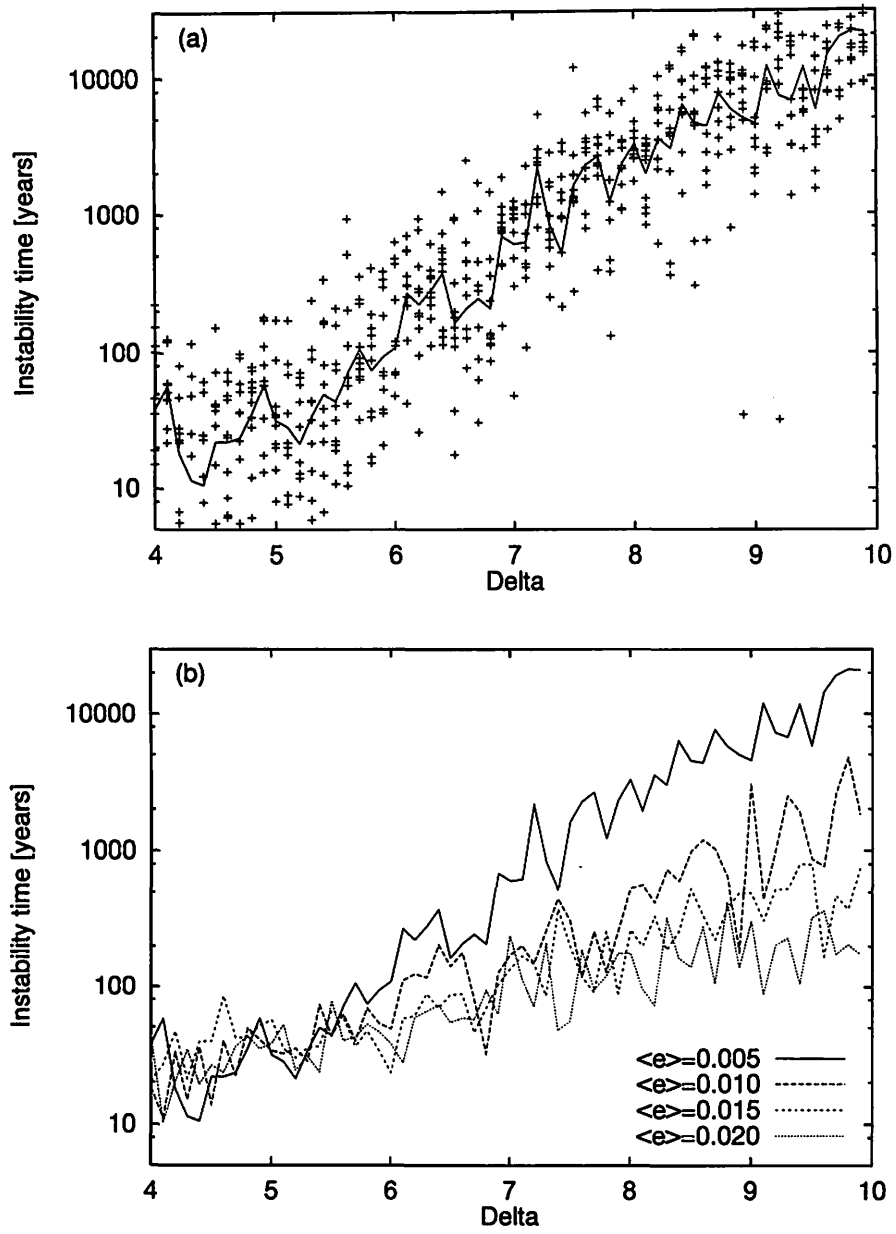 (a)
Instability time [years]
10000
1000
100
10
4 5 6 7 8 9 10
Delta
(b)
Instability time [years]
10000
1000
100
10
<e>=0.005
<e>=0.010
<e>=0.015
<e>=0.020
4 5 6 7 8 9 10
Delta